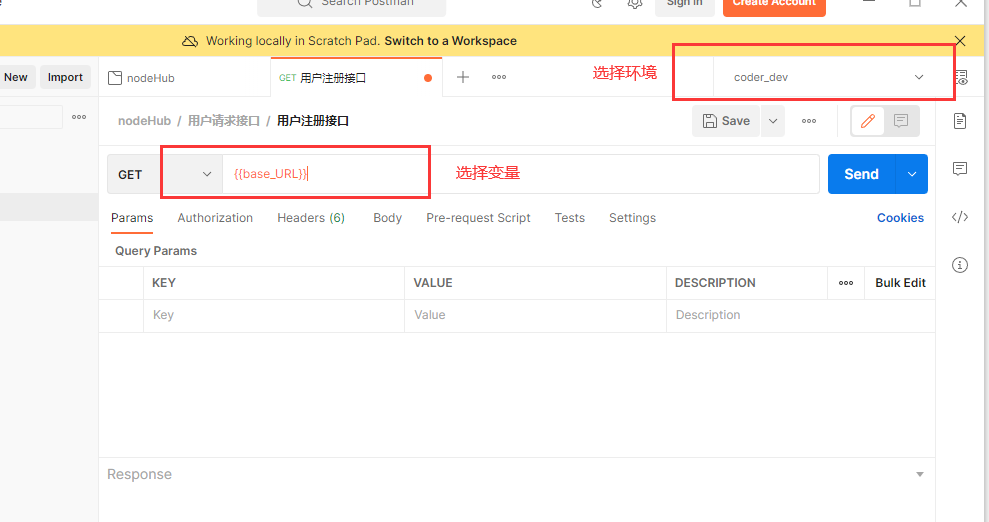 Search Postman
Sign In
Create Account
Working locally in Scratch Pad. Switch to a Workspace
New
Import
nodeHub
GET 用户注册接口
选择环境
coder_dev
nodeHub / 用户请求接口 / 用户注册接口
Save
GET
{{base_URL}}
选择变量
Send
Params
Authorization
Headers (6)
Body
Pre-request Script
Tests
Settings
Cookies
Query Params
KEY
VALUE
DESCRIPTION
Bulk Edit
Key
Value
Description
Response